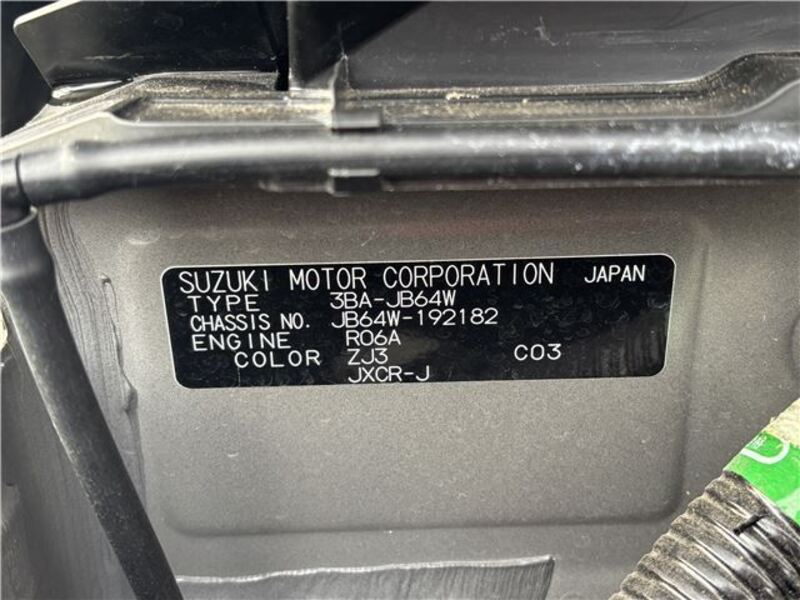 SUZUKI MOTOR CORPORATION JAPAN
TYPE 3BA-JB64W
CHASSIS NO. JB64W-192182
ENGINE R06A
COLOR ZJ3 C03
JXCR-J